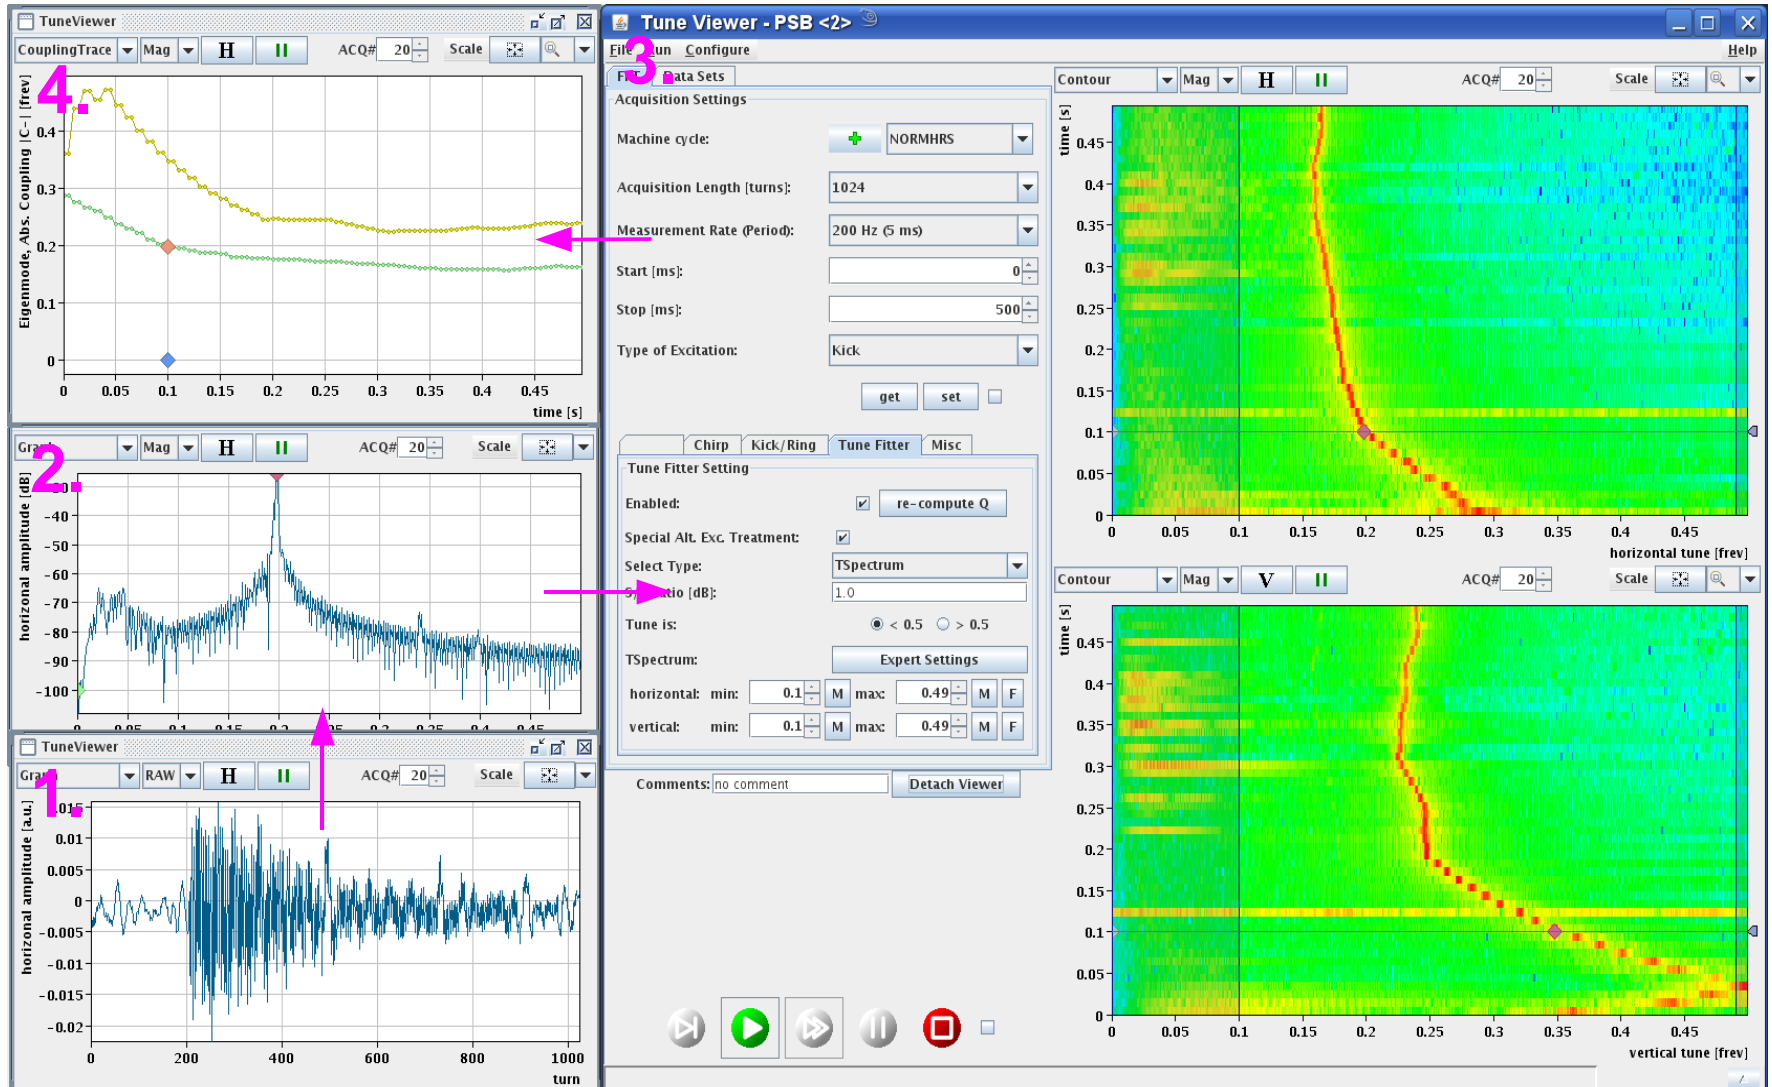 TuneViewer
CouplingTrace Mag H ACQ# 20 Scale
4.
Eigenmode, Abs. Coupling |C-| [frev]
0.4
0.3
0.2
0.1
0
0 0.05 0.1 0.15 0.2 0.25 0.3 0.35 0.4 0.45
time [s]
Mag H ACQ# 20 Scale
2.
horizonal amplitude [dB]
-40
-50
-60
-70
-80
-90
-100
TuneViewer
RAW H ACQ# 20 Scale
1.
horizonal amplitude [a.u.]
0.01
0.005
0
-0.005
-0.01
-0.015
-0.02
0 200 400 600 800 1000
turn
Tune Viewer - PSB <2>
File Configure Help
3.
Data Sets
Acquisition Settings
Machine cycle: NORMHRS
Acquisition Length [turns]: 1024
Measurement Rate (Period): 200 Hz (5 ms)
Start [ms]: 0
Stop [ms]: 500
Type of Excitation: Kick
get set
Chirp Kick/Ring Tune Fitter Misc
Tune Fitter Setting
Enabled: re-compute Q
Special Alt. Exc. Treatment:
Select Type: TSpectrum
[dB]: 1.0
Tune is: < 0.5 > 0.5
TSpectrum: Expert Settings
horizontal: min: 0.1 M max: 0.49 M F
vertical: min: 0.1 M max: 0.49 M F
Comments: no comment Detach Viewer
Contour Mag H ACQ# 20 Scale
time [s]
0.45
0.4
0.35
0.3
0.25
0.2
0.15
0.1
0.05
0
0 0.05 0.1 0.15 0.2 0.25 0.3 0.35 0.4 0.45
horizontal tune [frev]
Contour Mag V ACQ# 20 Scale
time [s]
0.45
0.4
0.35
0.3
0.25
0.2
0.15
0.1
0.05
0
0 0.05 0.1 0.15 0.2 0.25 0.3 0.35 0.4 0.45
vertical tune [frev]